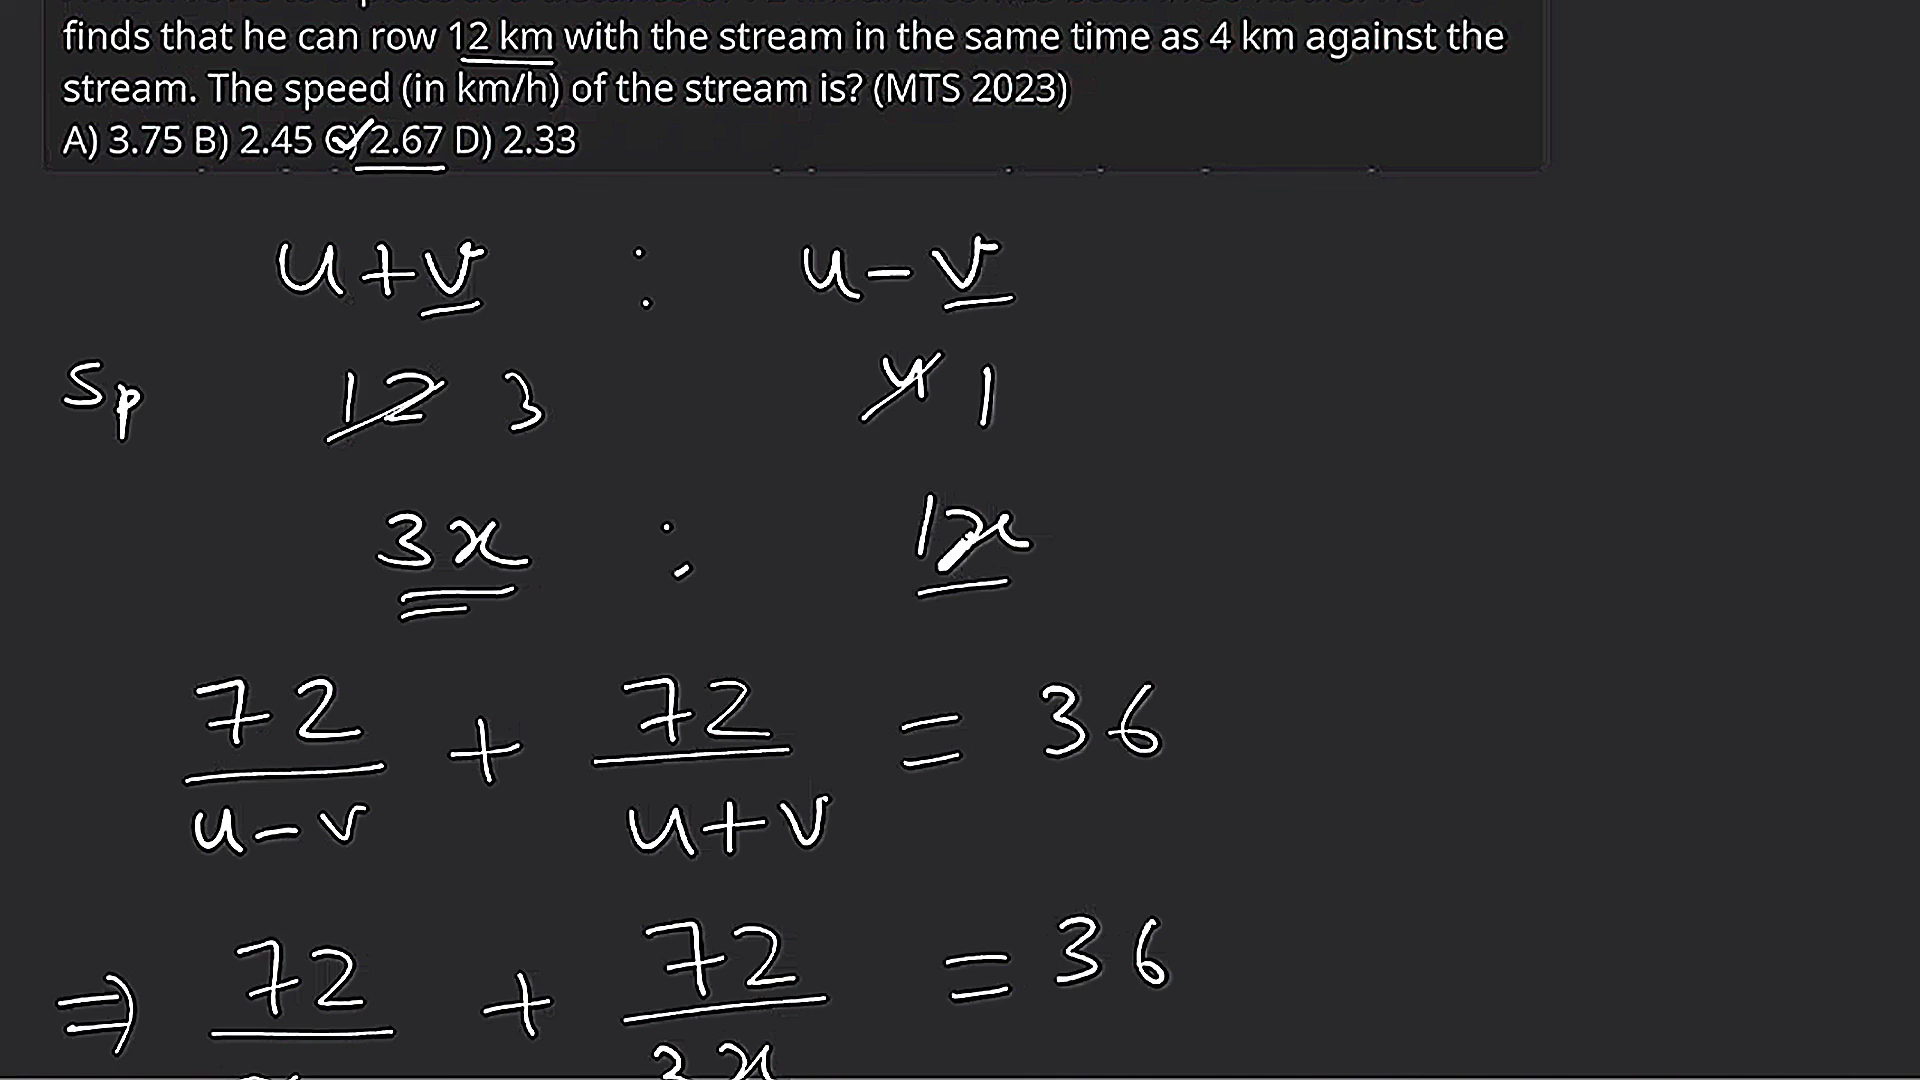 finds that he can row 12 km with the stream in the same time as 4 km against the
stream. The speed (in km/h) of the stream is? (MTS 2023)
A) 3.75 B) 2.45 C) 2.67 D) 2.33
u+v : u-v
Sp 12 3 4 1
3x : 1x
72/u-v + 72/u+v = 36
⇒ 72 + 72/3x = 36